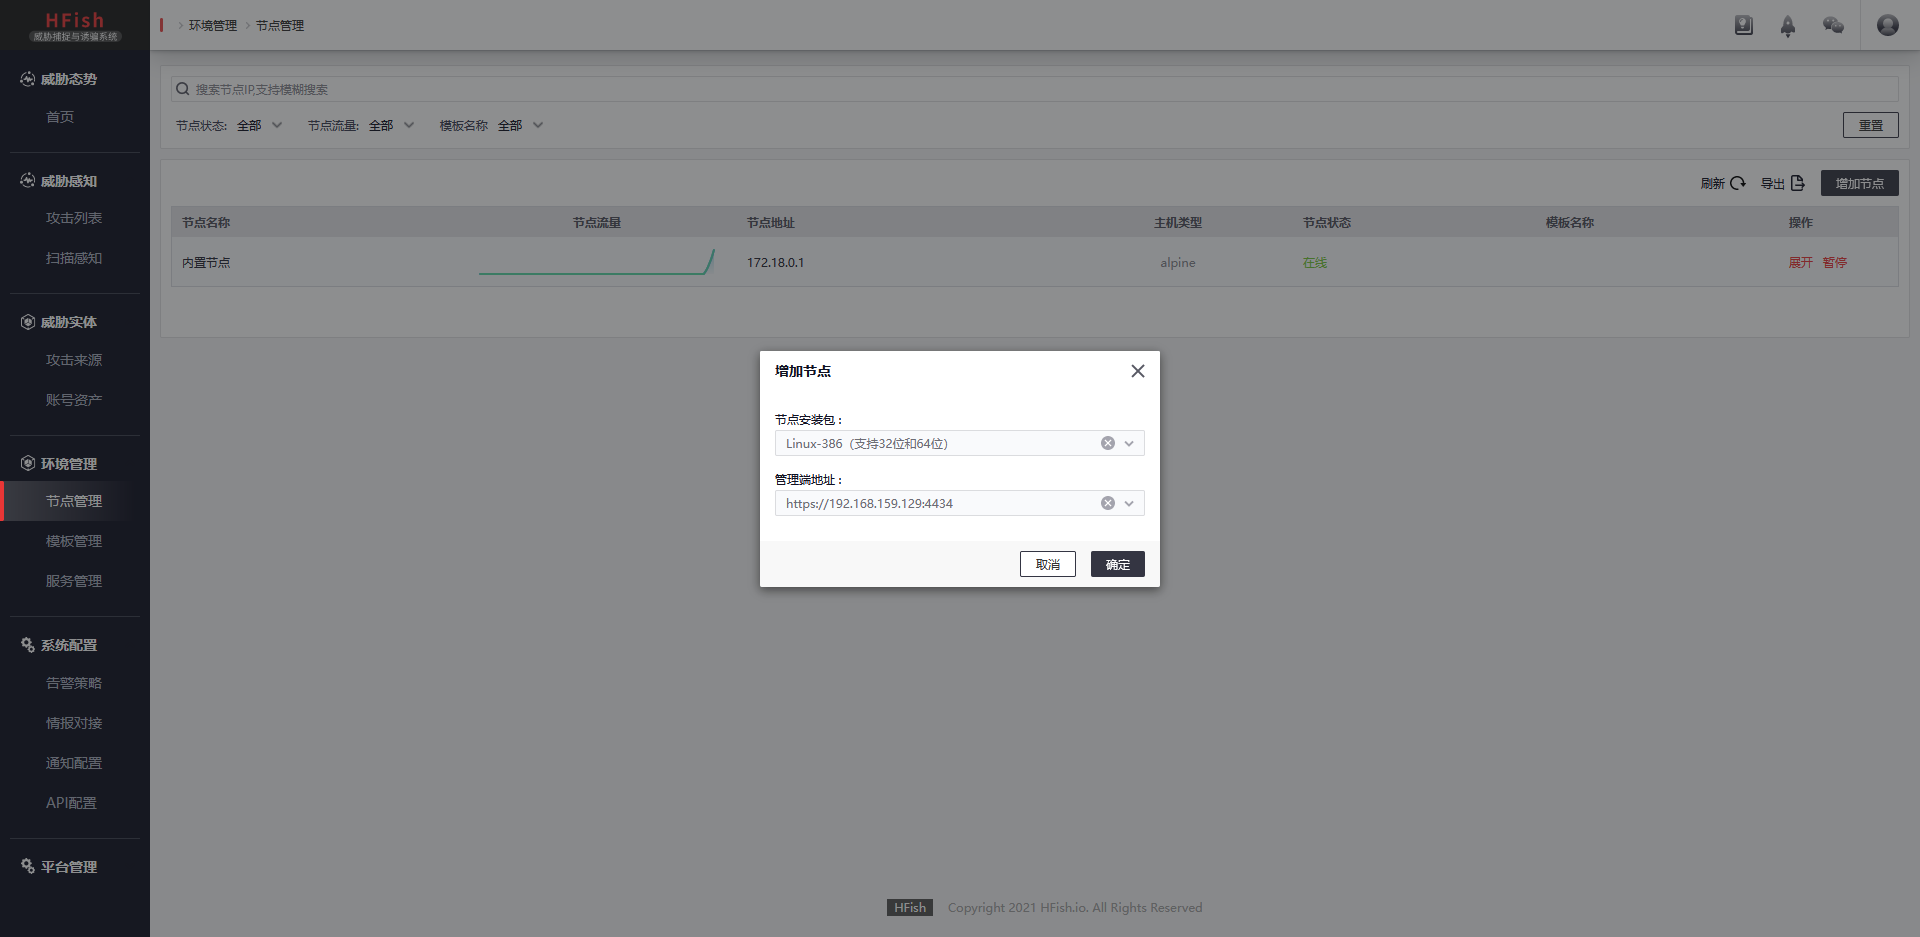 HFish
威胁捕捉与诱骗系统
环境管理
节点管理
威胁态势
首页
威胁感知
攻击列表
扫描感知
威胁实体
攻击来源
账号资产
环境管理
节点管理
模板管理
服务管理
系统配置
告警策略
情报对接
通知配置
API配置
平台管理
搜索节点IP,支持模糊搜索
节点状态: 全部 节点流量: 全部 模板名称 全部 重置
刷新 导出 增加节点
节点名称 节点流量 节点地址 主机类型 节点状态 模板名称 操作
内置节点 172.18.0.1 alpine 在线 展开 暂停
增加节点
节点安装包 :
Linux-386（支持32位和64位）
管理端地址 :
https://192.168.159.129:4434
取消 确定
HFish Copyright 2021 HFish.io. All Rights Reserved